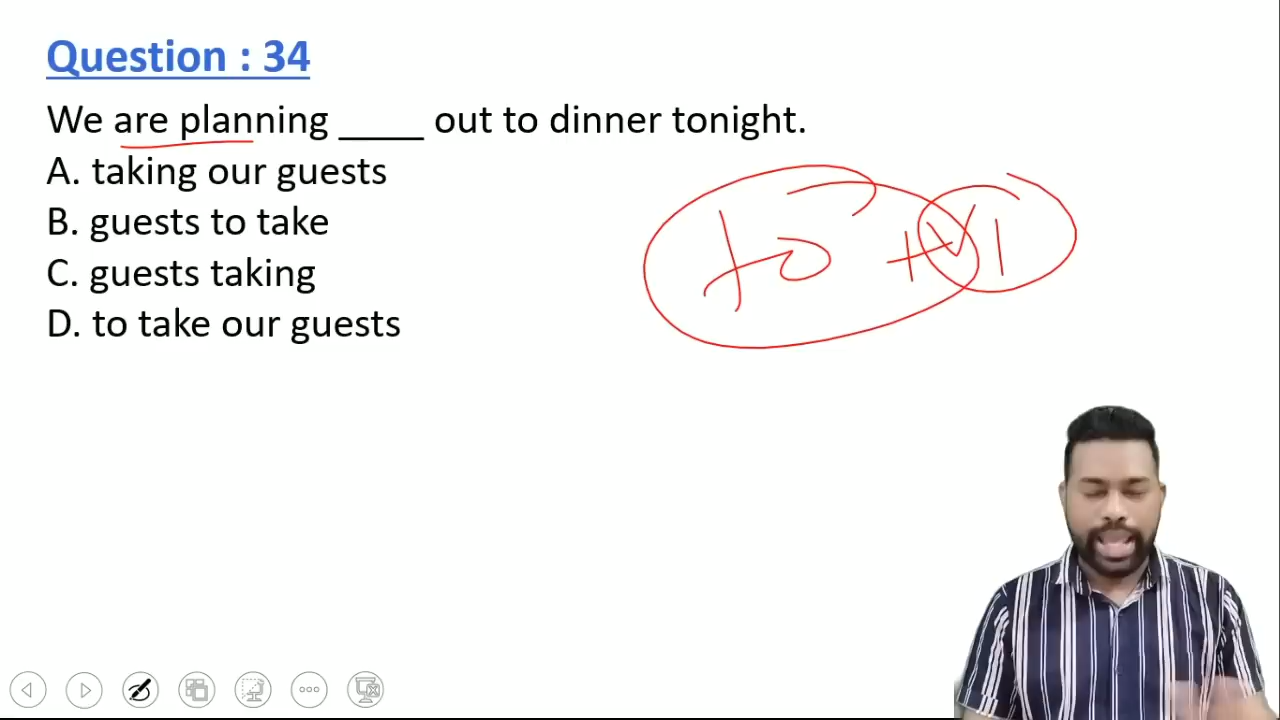 Question : 34
We are planning ____ out to dinner tonight.
A. taking our guests
B. guests to take
C. guests taking
D. to take our guests
to + V1